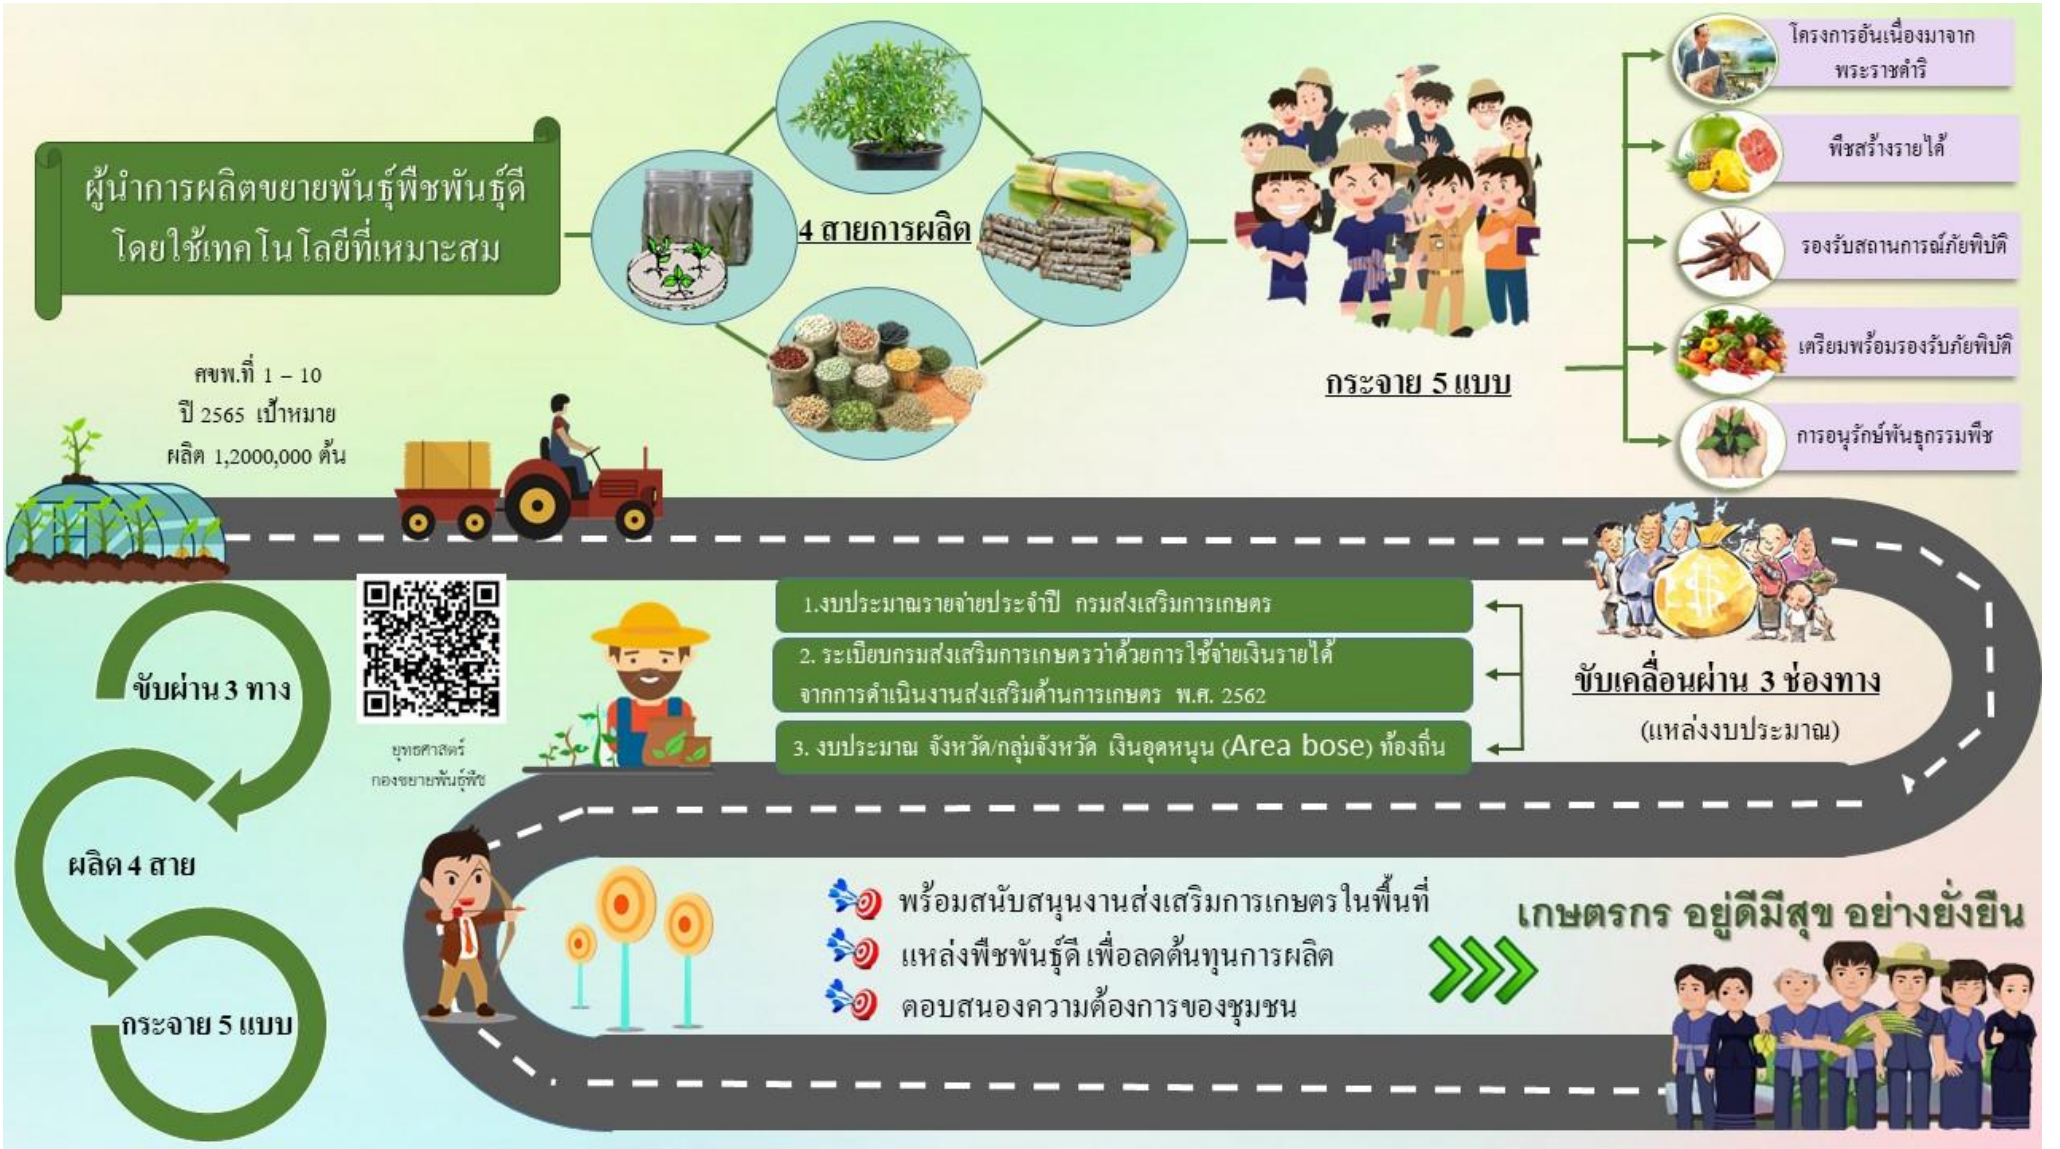 ผู้นำการผลิตขยายพันธุ์พืชพันธุ์ดี
โดยใช้เทคโนโลยีที่เหมาะสม
4 สายการผลิต
กระจาย 5 แบบ
โครงการอันเนื่องมาจาก
พระราชดำริ
พืชสร้างรายได้
รองรับสถานการณ์ภัยพิบัติ
เตรียมพร้อมรองรับภัยพิบัติ
การอนุรักษ์พันธุกรรมพืช
ศขพ.ที่ 1 – 10
ปี 2565 เป้าหมาย
ผลิต 1,2000,000 ต้น
ขับผ่าน 3 ทาง
ผลิต 4 สาย
กระจาย 5 แบบ
ยุทธศาสตร์
กองขยายพันธุ์พืช
1.งบประมาณรายจ่ายประจำปี กรมส่งเสริมการเกษตร
2. ระเบียบกรมส่งเสริมการเกษตรว่าด้วยการใช้จ่ายเงินรายได้
จากการดำเนินงานส่งเสริมด้านการเกษตร พ.ศ. 2562
3. งบประมาณ จังหวัด/กลุ่มจังหวัด เงินอุดหนุน (Area bose) ท้องถิ่น
ขับเคลื่อนผ่าน 3 ช่องทาง
(แหล่งงบประมาณ)
พร้อมสนับสนุนงานส่งเสริมการเกษตรในพื้นที่
แหล่งพืชพันธุ์ดี เพื่อลดต้นทุนการผลิต
ตอบสนองความต้องการของชุมชน
เกษตรกร อยู่ดีมีสุข อย่างยั่งยืน